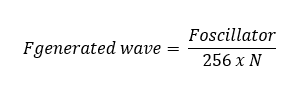 Fgenerated wave = Foscillator / 256 x N